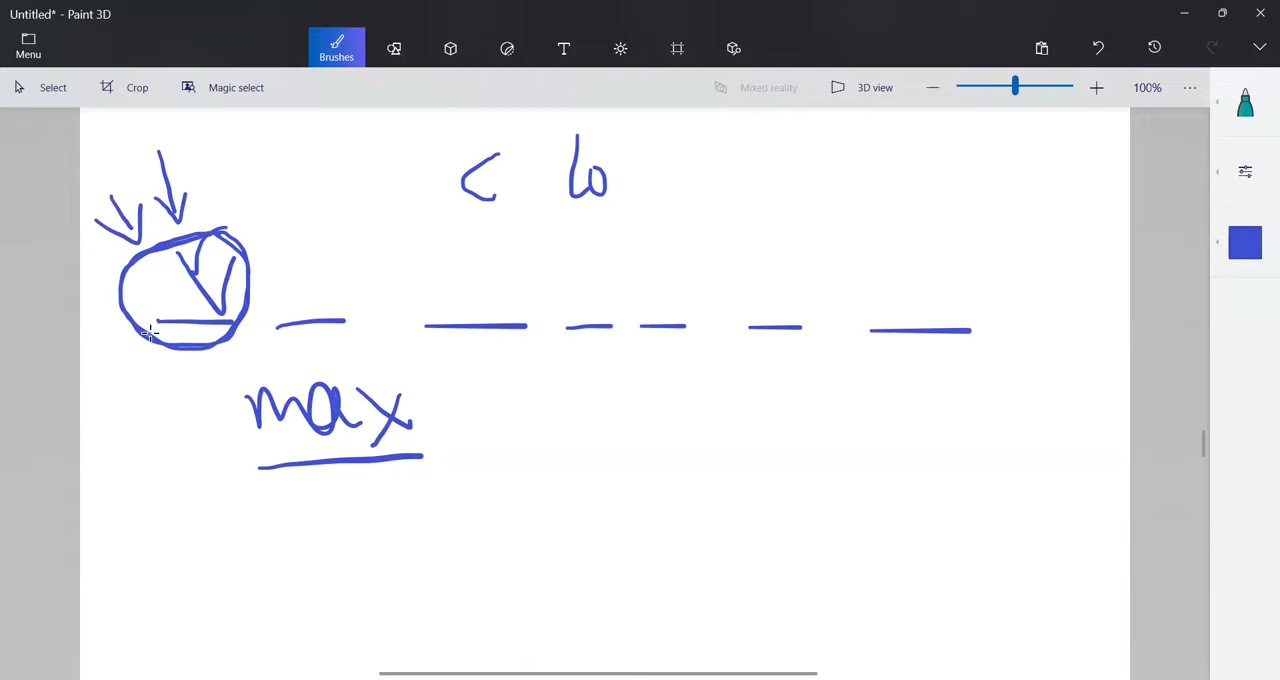 Untitled* - Paint 3D
Menu
Brushes
Select Crop Magic select Mixed reality 3D view 100%
<
max